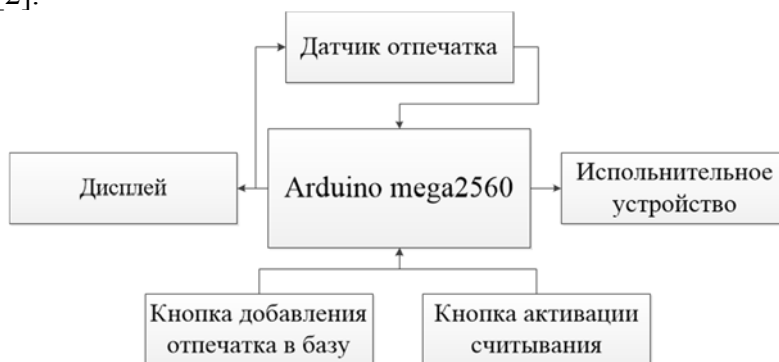 2].
Датчик отпечатка
Дисплей
Arduino mega2560
Испольнительное
устройство
Кнопка добавления
отпечатка в базу
Кнопка активации
считывания